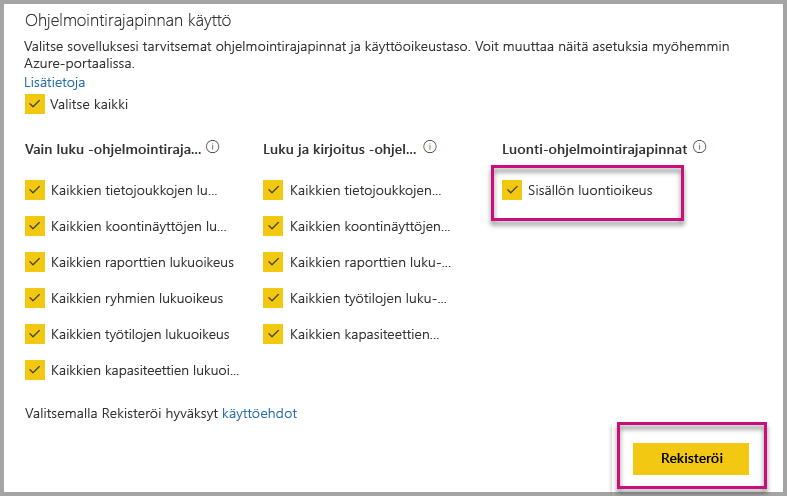 Ohjelmointirajapinnan käyttö
Valitse sovelluksesi tarvitsemat ohjelmointirajapinnat ja käyttöoikeustaso. Voit muuttaa näitä asetuksia myöhemmin
Azure-portaalissa.
Lisätietoja
Valitse kaikki
Vain luku -ohjelmointiraja...
Kaikkien tietojoukkojen lu...
Kaikkien koontinäyttöjen lu...
Kaikkien raporttien lukuoikeus
Kaikkien ryhmien lukuoikeus
Kaikkien työtilojen lukuoikeus
Kaikkien kapasiteettien lukuoi...
Luku ja kirjoitus -ohjel...
Kaikkien tietojoukkojen...
Kaikkien koontinäyttöjen...
Kaikkien raporttien luku-...
Kaikkien työtilojen luku-...
Kaikkien kapasiteettien...
Luonti-ohjelmointirajapinnat
Sisällön luontioikeus
Valitsemalla Rekisteröi hyväksyt käyttöehdot
Rekisteröi